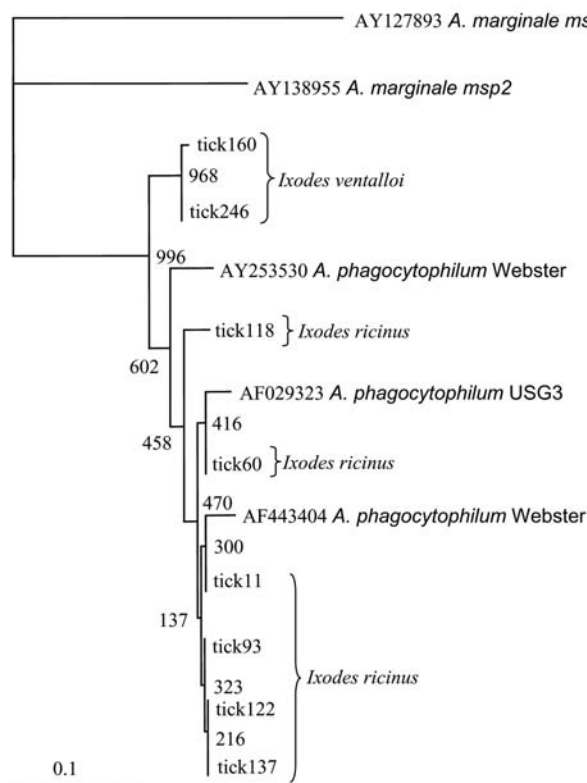 AY127893 A. marginale
AY138955 A. marginale msp2
tick160
968
Ixodes ventalloi
tick246
996
AY253530 A. phagocytophilum Webster
tick118
Ixodes ricinus
602
AF029323 A. phagocytophilum USG3
416
458
tick60
Ixodes ricinus
470
AF443404 A. phagocytophilum Webster
300
tick11
137
tick93
Ixodes ricinus
323
tick122
216
0.1
tick137